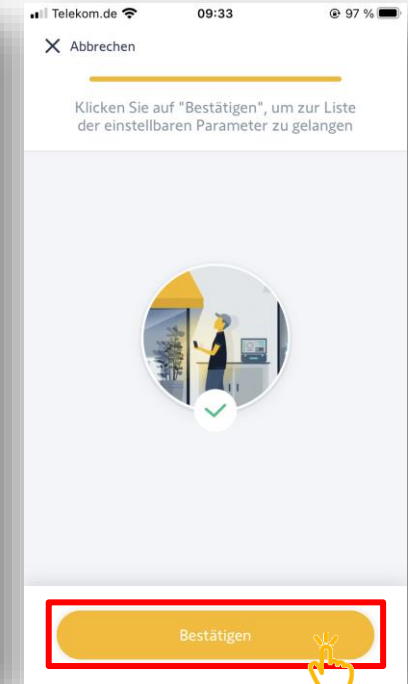 Telekom.de 09:33 97 %
Abbrechen
Klicken Sie auf "Bestätigen", um zur Liste
der einstellbaren Parameter zu gelangen
Bestätigen